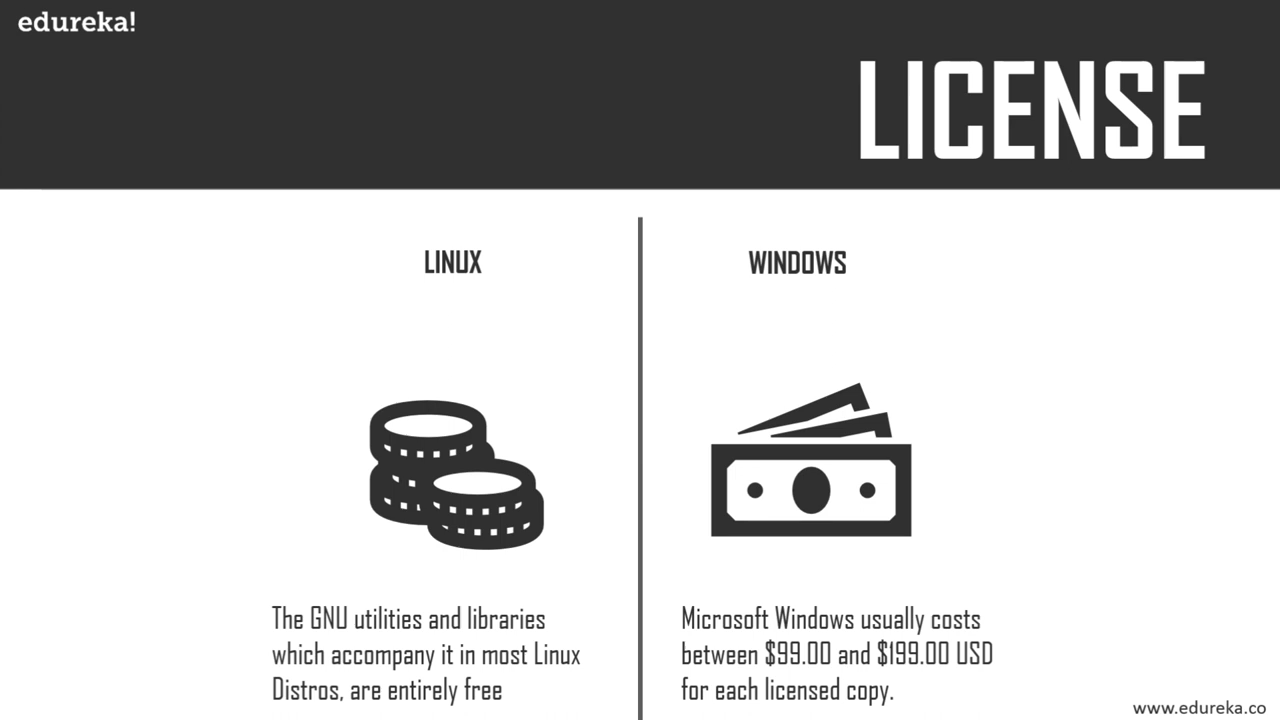 edureka!
LICENSE
LINUX
WINDOWS
The GNU utilities and libraries
which accompany it in most Linux
Distros, are entirely free
Microsoft Windows usually costs
between $99.00 and $199.00 USD
for each licensed copy.
www.edureka.co